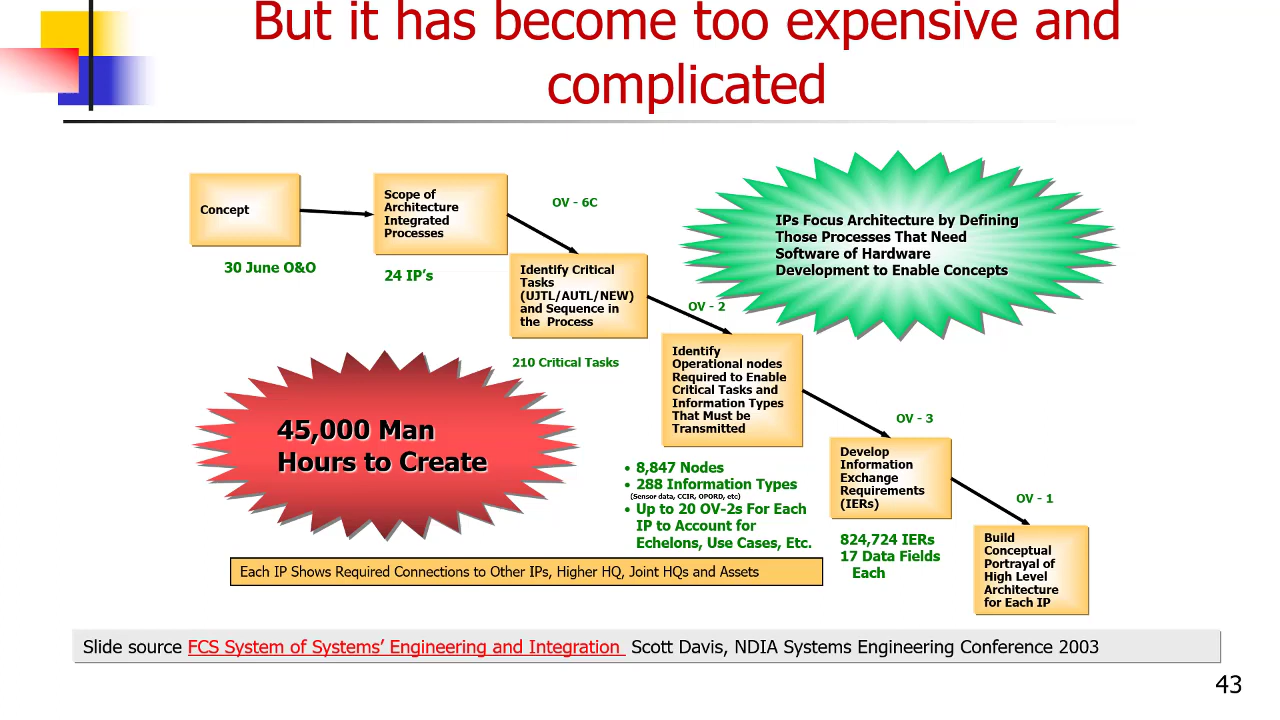 But it has become too expensive and
complicated
Concept
30 June O&O
Scope of
Architecture
Integrated
Processes
24 IP's
OV - 6C
Identify Critical
Tasks
(UJTL/AUTL/NEW)
and Sequence in
the Process
210 Critical Tasks
IPs Focus Architecture by Defining
Those Processes That Need
Software of Hardware
Development to Enable Concepts
OV - 2
Identify
Operational nodes
Required to Enable
Critical Tasks and
Information Types
That Must be
Transmitted
45,000 Man
Hours to Create
• 8,847 Nodes
• 288 Information Types
(Sensor data, CCIR, OPORD, etc)
• Up to 20 OV-2s For Each
IP to Account for
Echelons, Use Cases, Etc.
OV - 3
Develop
Information
Exchange
Requirements
(IERs)
824,724 IERs
17 Data Fields
Each
OV - 1
Build
Conceptual
Portrayal of
High Level
Architecture
for Each IP
Each IP Shows Required Connections to Other IPs, Higher HQ, Joint HQs and Assets
Slide source FCS System of Systems' Engineering and Integration Scott Davis, NDIA Systems Engineering Conference 2003
43